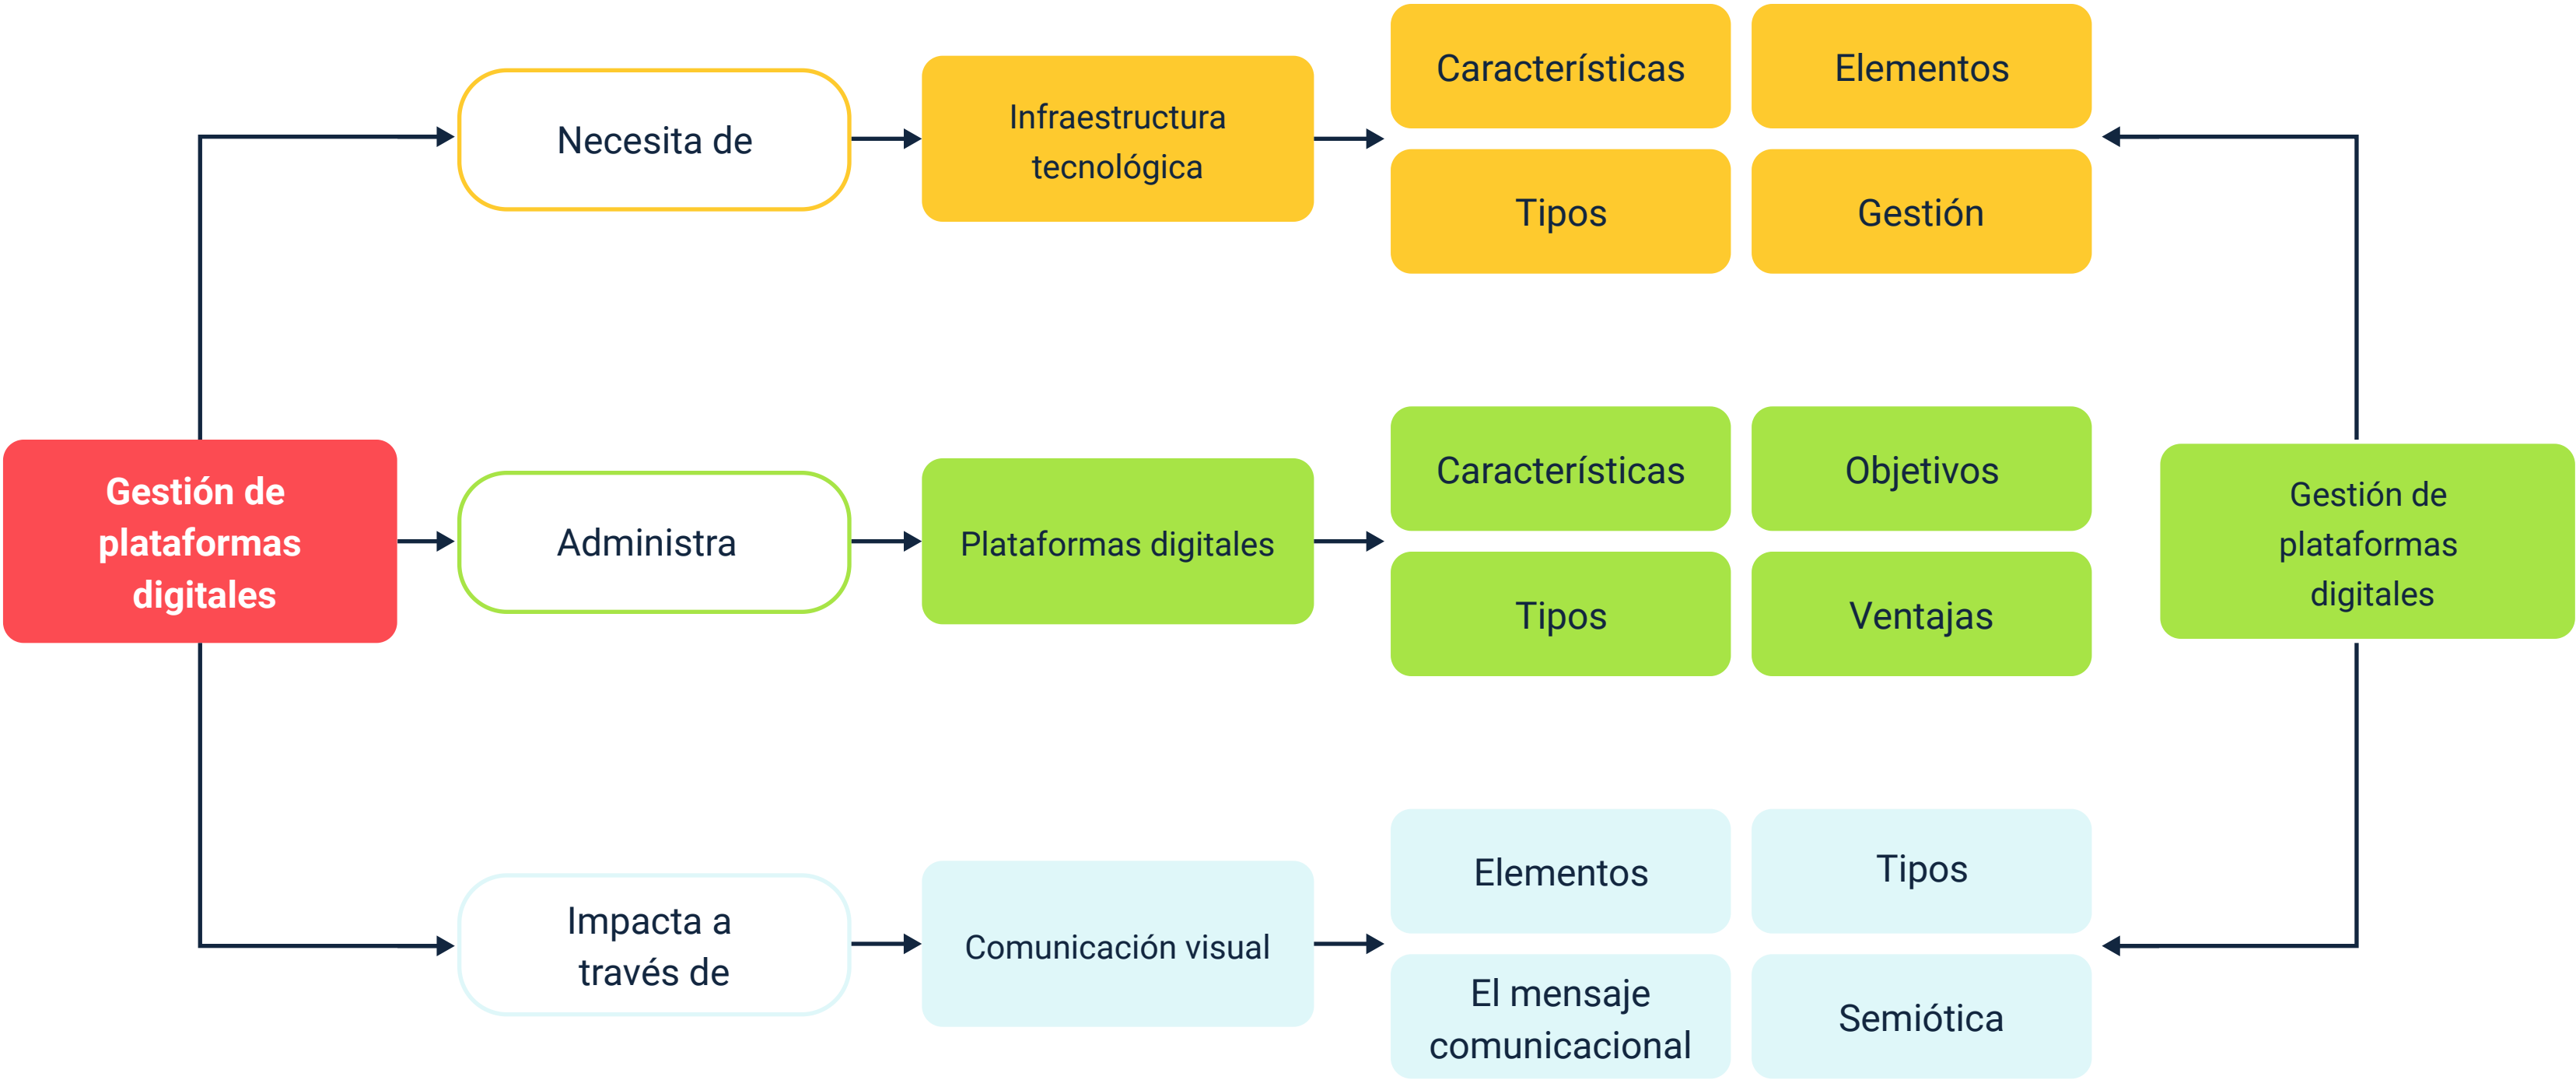 Necesita de
Infraestructura
tecnológica
Características
Elementos
Tipos
Gestión
Gestión de
plataformas
digitales
Administra
Plataformas digitales
Características
Objetivos
Tipos
Ventajas
Gestión de
plataformas
digitales
Impacta a
través de
Comunicación visual
Elementos
Tipos
El mensaje
comunicacional
Semiótica